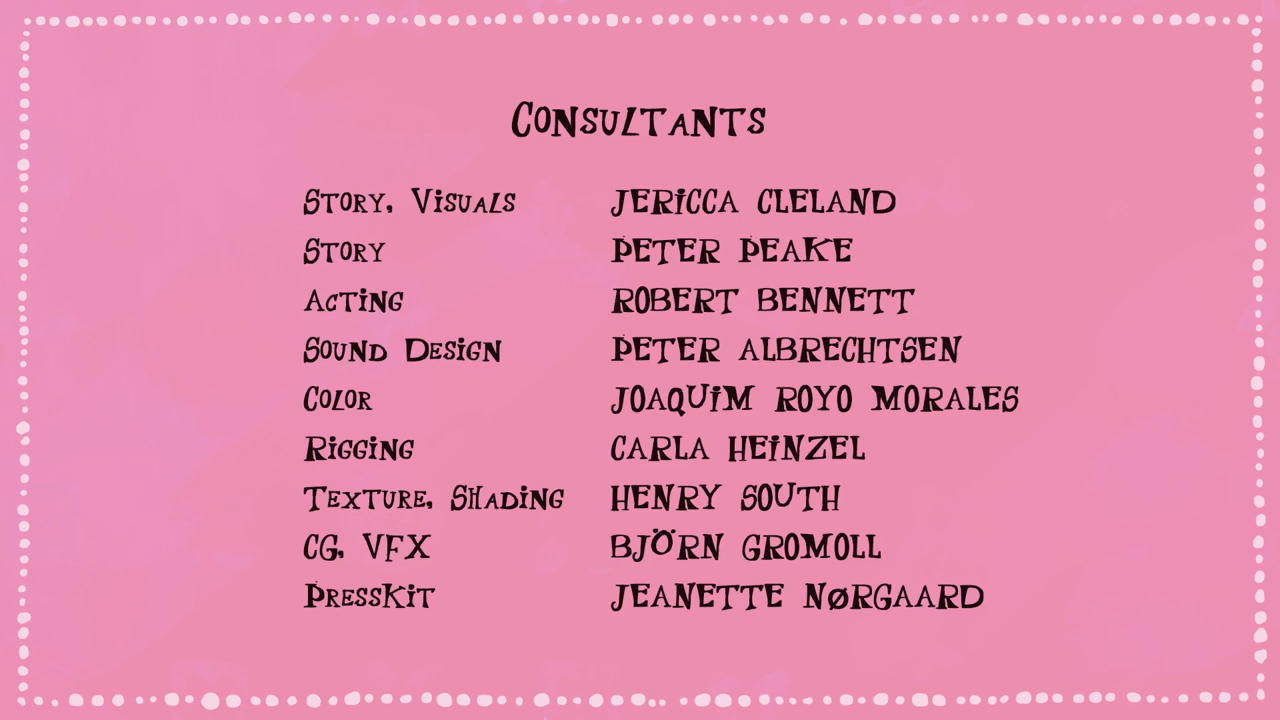 Consultants
Story, Visuals JERiCCA CLELAND
Story PETER PEAKE
Acting ROBERT BENNETT
Sound Design PETER ALBRECHTSEN
Color JOAQUiM ROYO MORALES
Rigging CARLA HEiNZEL
Texture, Shading HENRY SOUTH
CG, VFX BJÖRN GROMOLL
PressKit JEANETTE NØRGAARD